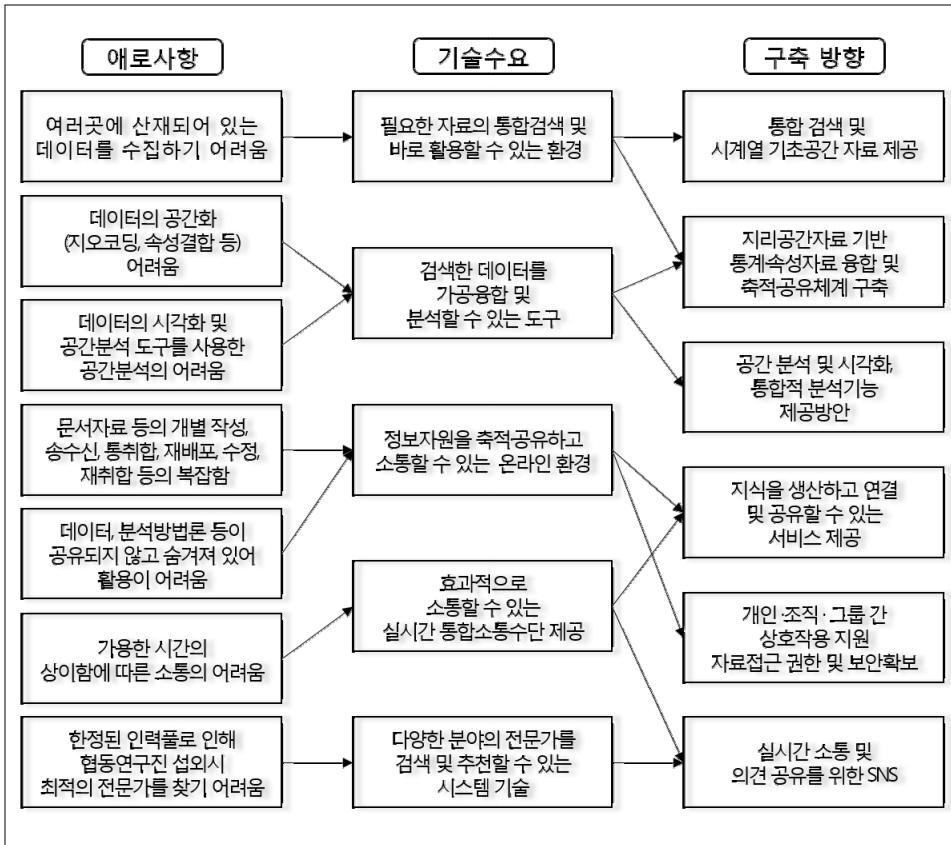 애로사항
여러곳에 산재되어 있는
데이터를 수집하기 어려움
데이터의 공간화
(지오코딩, 속성결합 등)
어려움
데이터의 시각화 및
공간분석 도구를 사용한
공간분석의 어려움
문서자료 등의 개별 작성,
송수신, 통취합, 재배포, 수정,
재취합 등의 복잡함
데이터, 분석방법론 등이
공유되지 않고 숨겨져 있어
활용이 어려움
가용한 시간의
상이함에 따른 소통의 어려움
한정된 인력풀로 인해
협동연구진 섭외시
최적의 전문가를 찾기 어려움
기술수요
필요한 자료의 통합검색 및
바로 활용할 수 있는 환경
검색한 데이터를
가공·융합 및
분석할 수 있는 도구
정보자원을 축적·공유하고
소통할 수 있는 온라인 환경
효과적으로
소통할 수 있는
실시간 통합소통수단 제공
다양한 분야의 전문가를
검색 및 추천할 수 있는
시스템 기술
구축 방향
통합 검색 및
시계열 기초공간 자료 제공
지리공간자료 기반
통계속성자료 융합 및
축적·공유체계 구축
공간 분석 및 시각화,
통합적 분석기능
제공방안
지식을 생산하고 연결
및 공유할 수 있는
서비스 제공
개인·조직·그룹 간
상호작용 지원
자료접근 권한 및 보안확보
실시간 소통 및
의견 공유를 위한 SNS